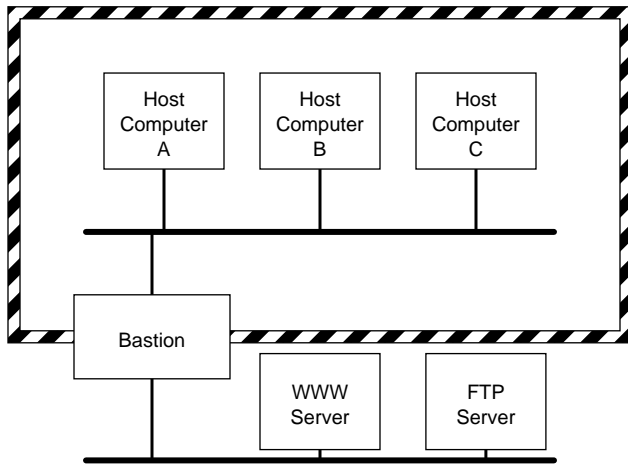 Host
Computer
A
Host
Computer
B
Host
Computer
C
Bastion
WWW
Server
FTP
Server